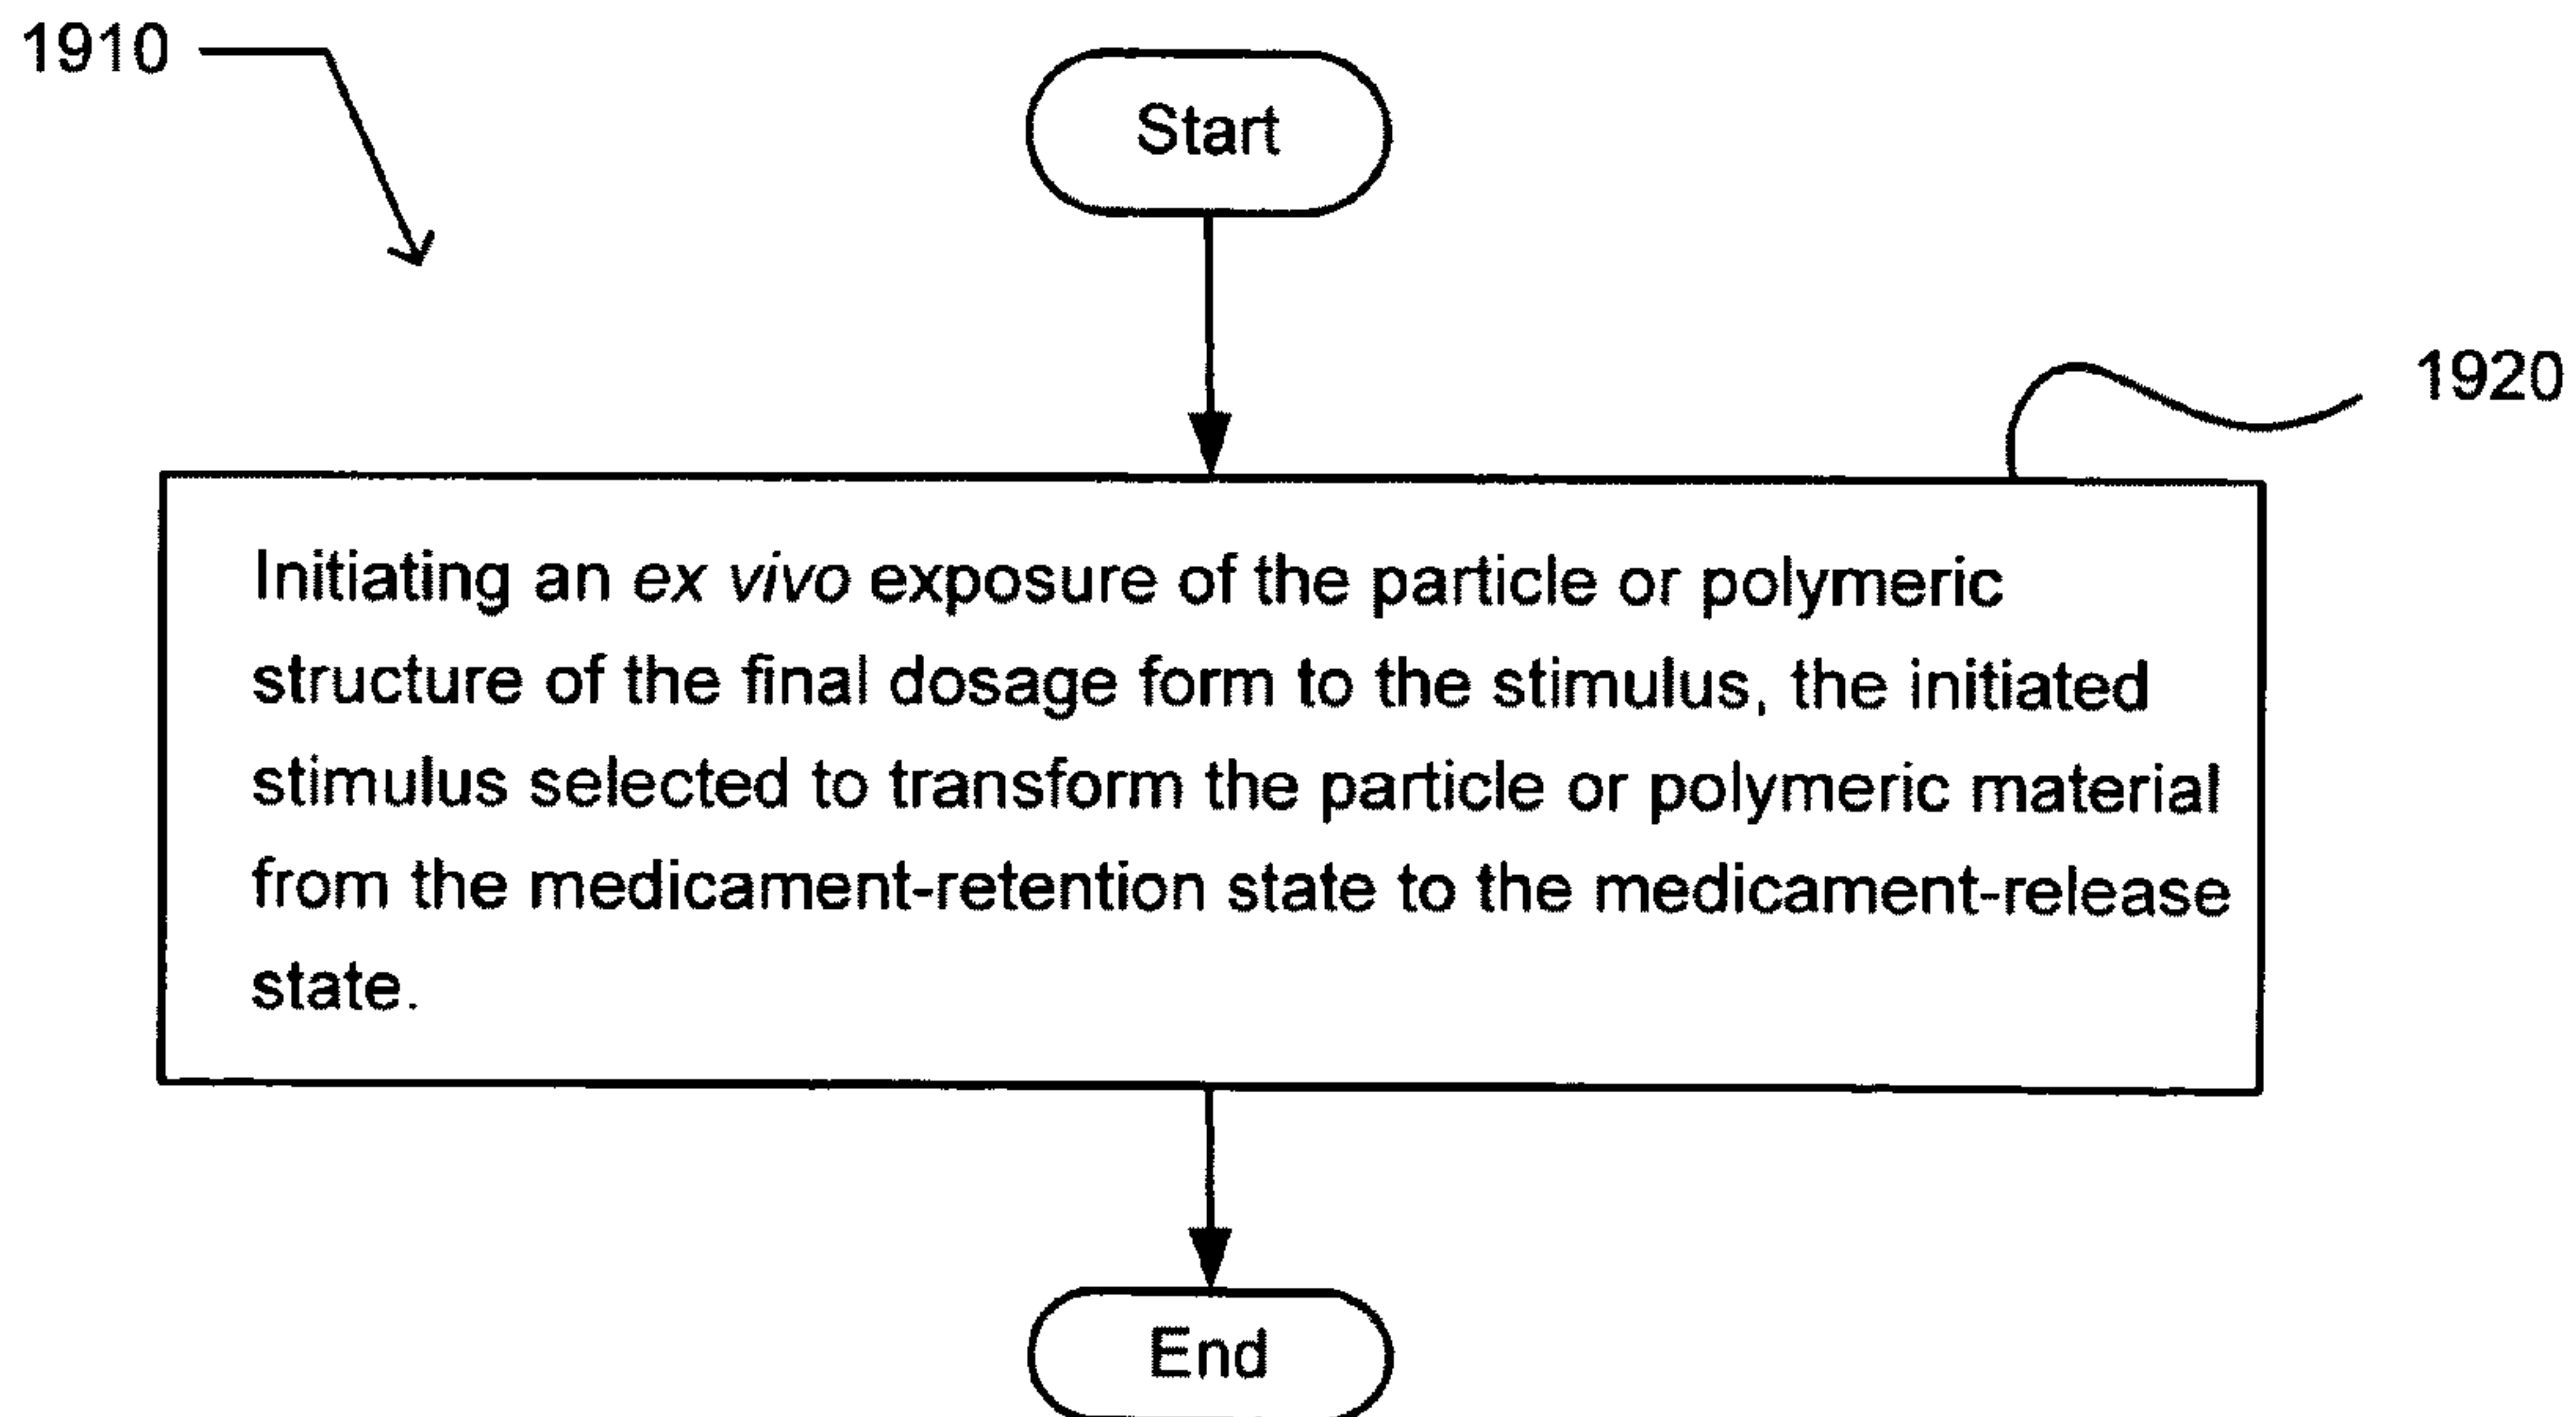 1910
Start
1920
Initiating an ex vivo exposure of the particle or polymeric
structure of the final dosage form to the stimulus, the initiated
stimulus selected to transform the particle or polymeric material
from the medicament-retention state to the medicament-release
state.
End